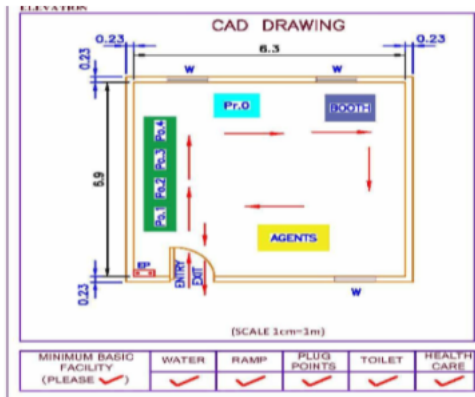 ELEVATION
CAD DRAWING
0.23
6.3
0.23
0.23
W
W
Pr.O
BOOTH
Po.1 Po.2 Po.3 Po.4
5.9
AGENTS
EP
ENTRY
EXIT
0.23
W
(SCALE 1cm=1m)
MINIMUM BASIC FACILITY (PLEASE ✓) WATER RAMP PLUG POINTS TOILET HEALTH CARE